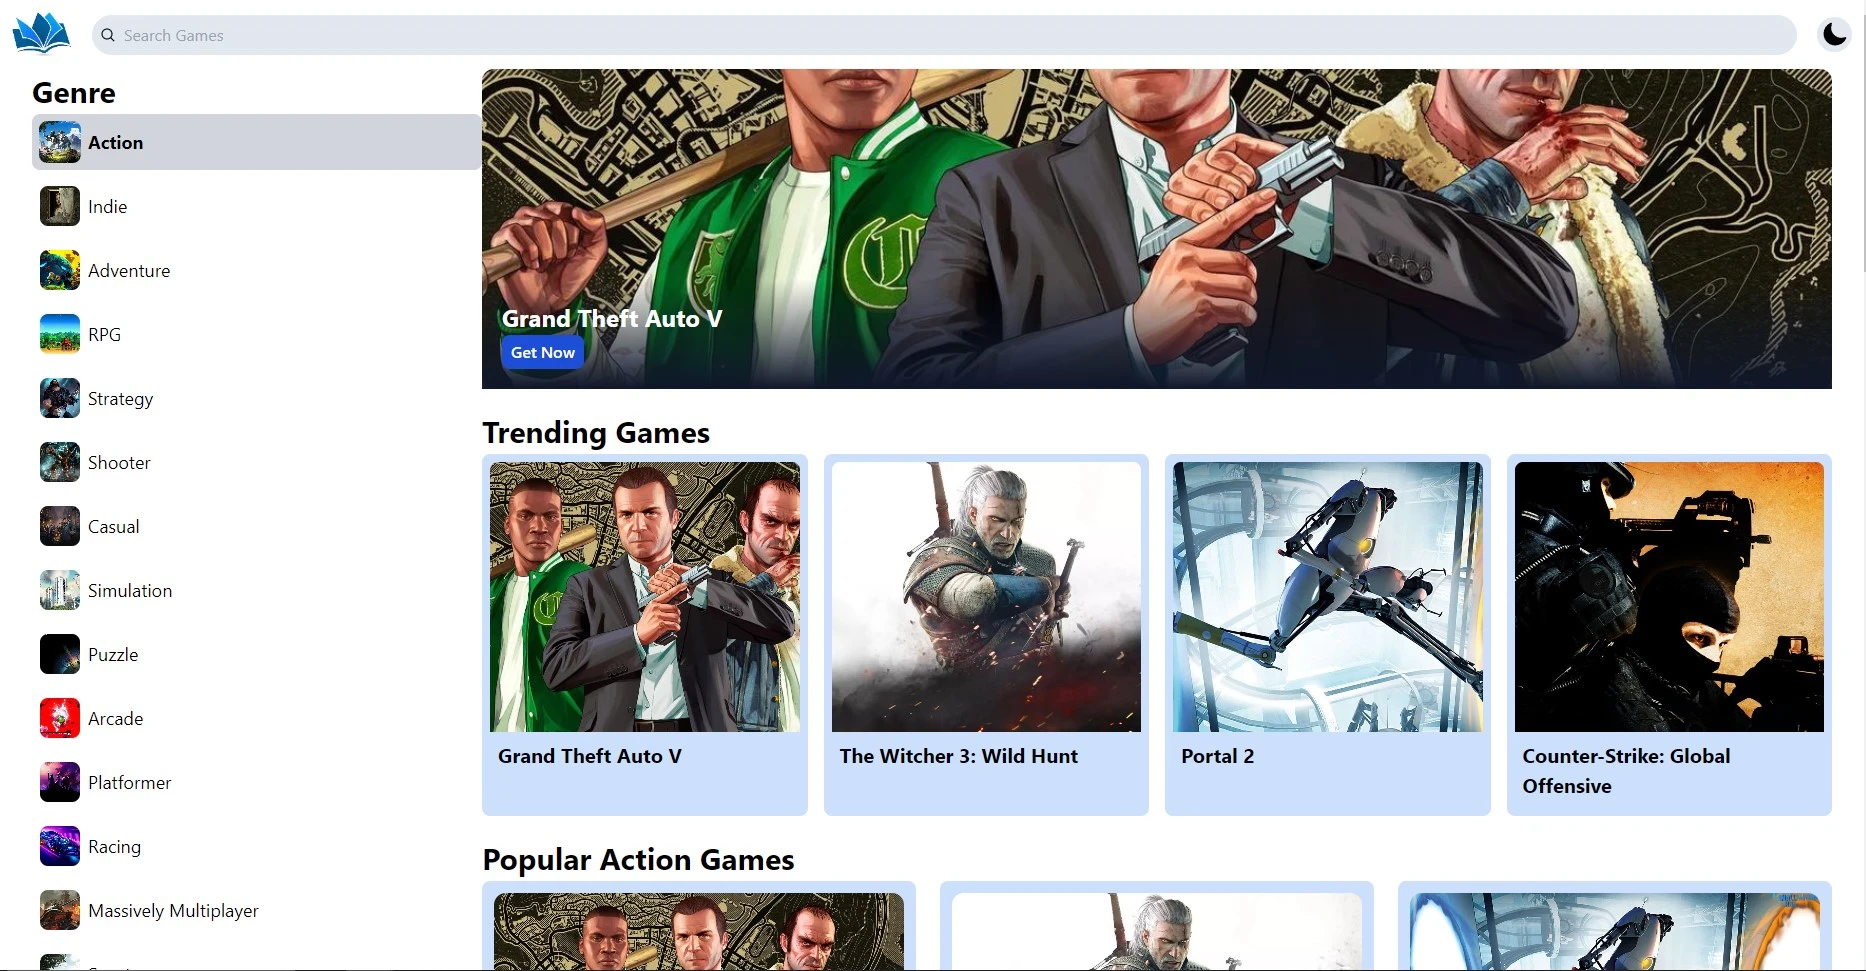 Search Games
Genre
Action
Indie
Adventure
RPG
Strategy
Shooter
Casual
Simulation
Puzzle
Arcade
Platformer
Racing
Massively Multiplayer
Grand Theft Auto V
Get Now
Trending Games
Grand Theft Auto V
The Witcher 3: Wild Hunt
Portal 2
Counter-Strike: Global
Offensive
Popular Action Games